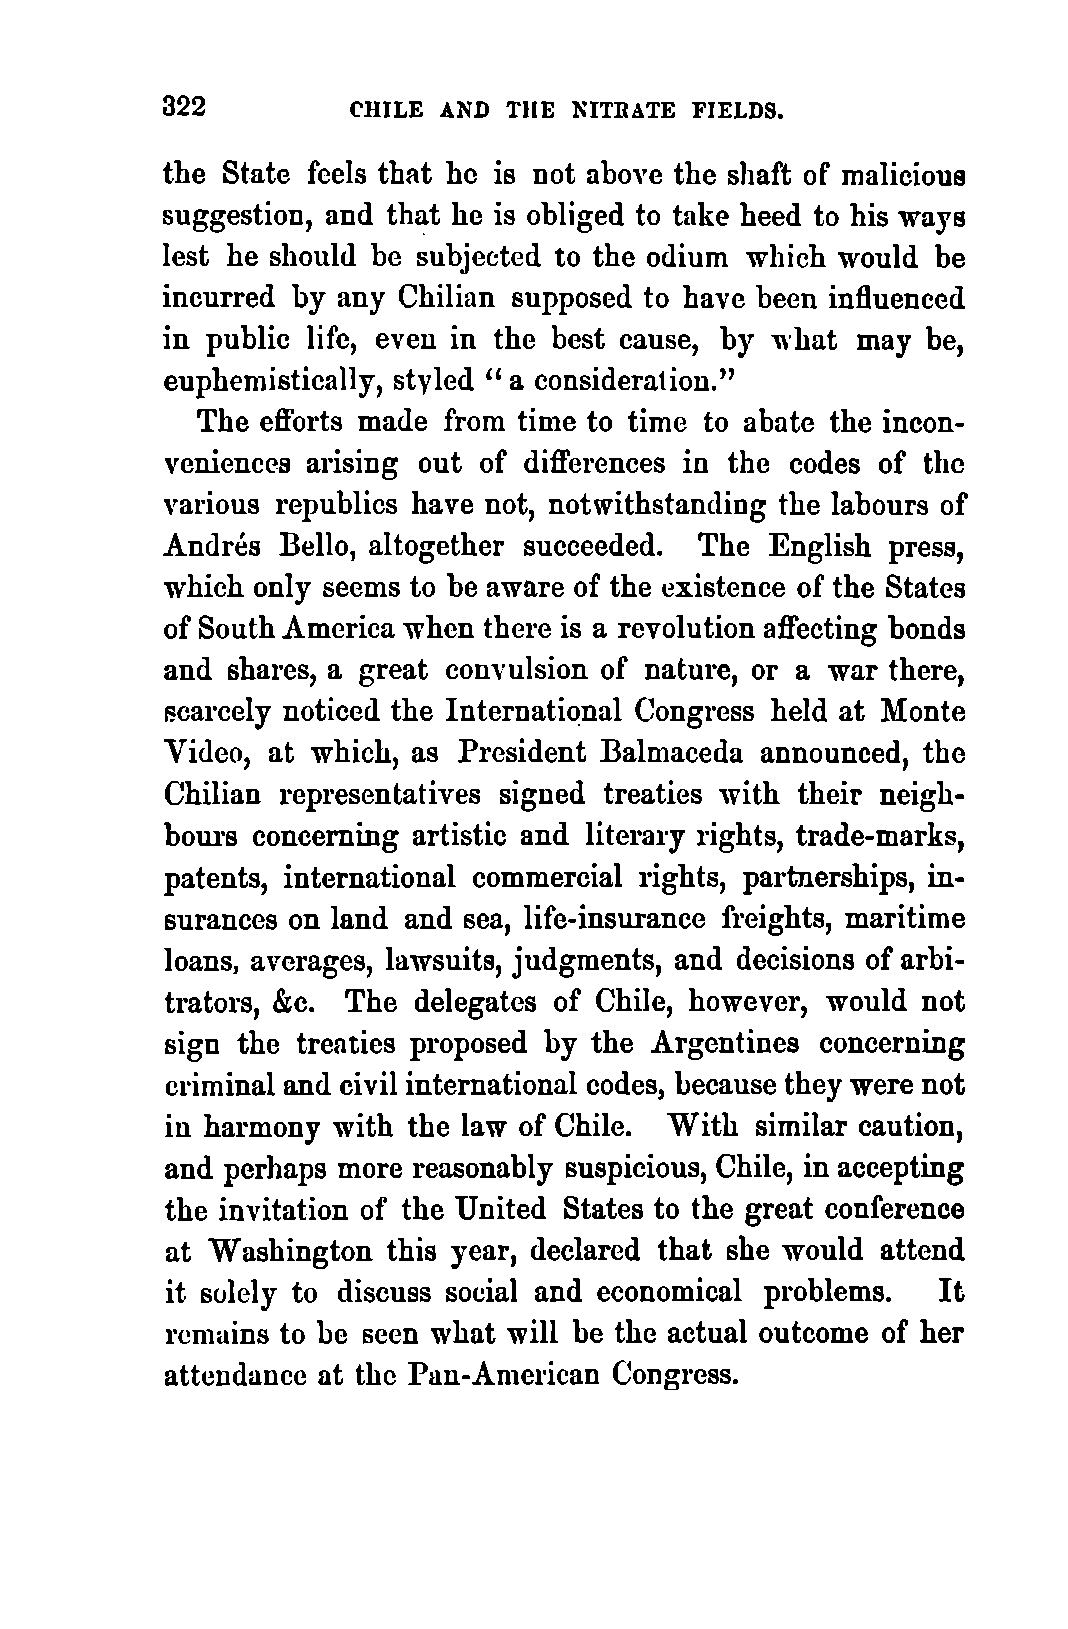 322 CHILE AND THE NITRATE FIELDS.
the State feels that he is not above the shaft of malicious
suggestion, and that he is obliged to take heed to his ways
lest he should be subjected to the odium which would be
incurred by any Chilian supposed to have been influenced
in public life, even in the best cause, by what may be,
euphemistically, styled “a consideration.”
The efforts made from time to time to abate the incon-
veniences arising out of differences in the codes of the
various republics have not, notwithstanding the labours of
Andrés Bello, altogether succeeded. The English press,
which only seems to be aware of the existence of the States
of South America when there is a revolution affecting bonds
and shares, a great convulsion of nature, or a war there,
scarcely noticed the International Congress held at Monte
Video, at which, as President Balmaceda announced, the
Chilian representatives signed treaties with their neigh-
bours concerning artistic and literary rights, trade-marks,
patents, international commercial rights, partnerships, in-
surances on land and sea, life-insurance freights, maritime
loans, averages, lawsuits, judgments, and decisions of arbi-
trators, &c. The delegates of Chile, however, would not
sign the treaties proposed by the Argentines concerning
criminal and civil international codes, because they were not
in harmony with the law of Chile. With similar caution,
and perhaps more reasonably suspicious, Chile, in accepting
the invitation of the United States to the great conference
at Washington this year, declared that she would attend
it solely to discuss social and economical problems. It
remains to be seen what will be the actual outcome of her
attendance at the Pan-American Congress.